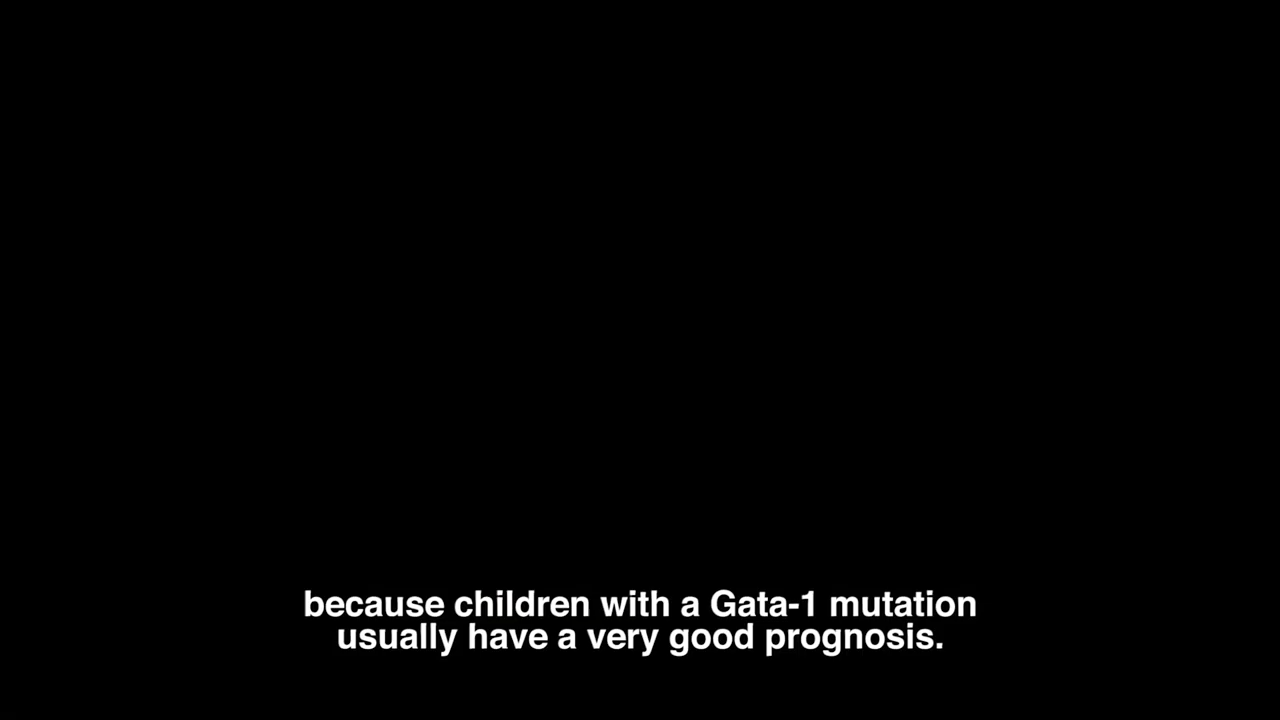 because children with a Gata-1 mutation
usually have a very good prognosis.